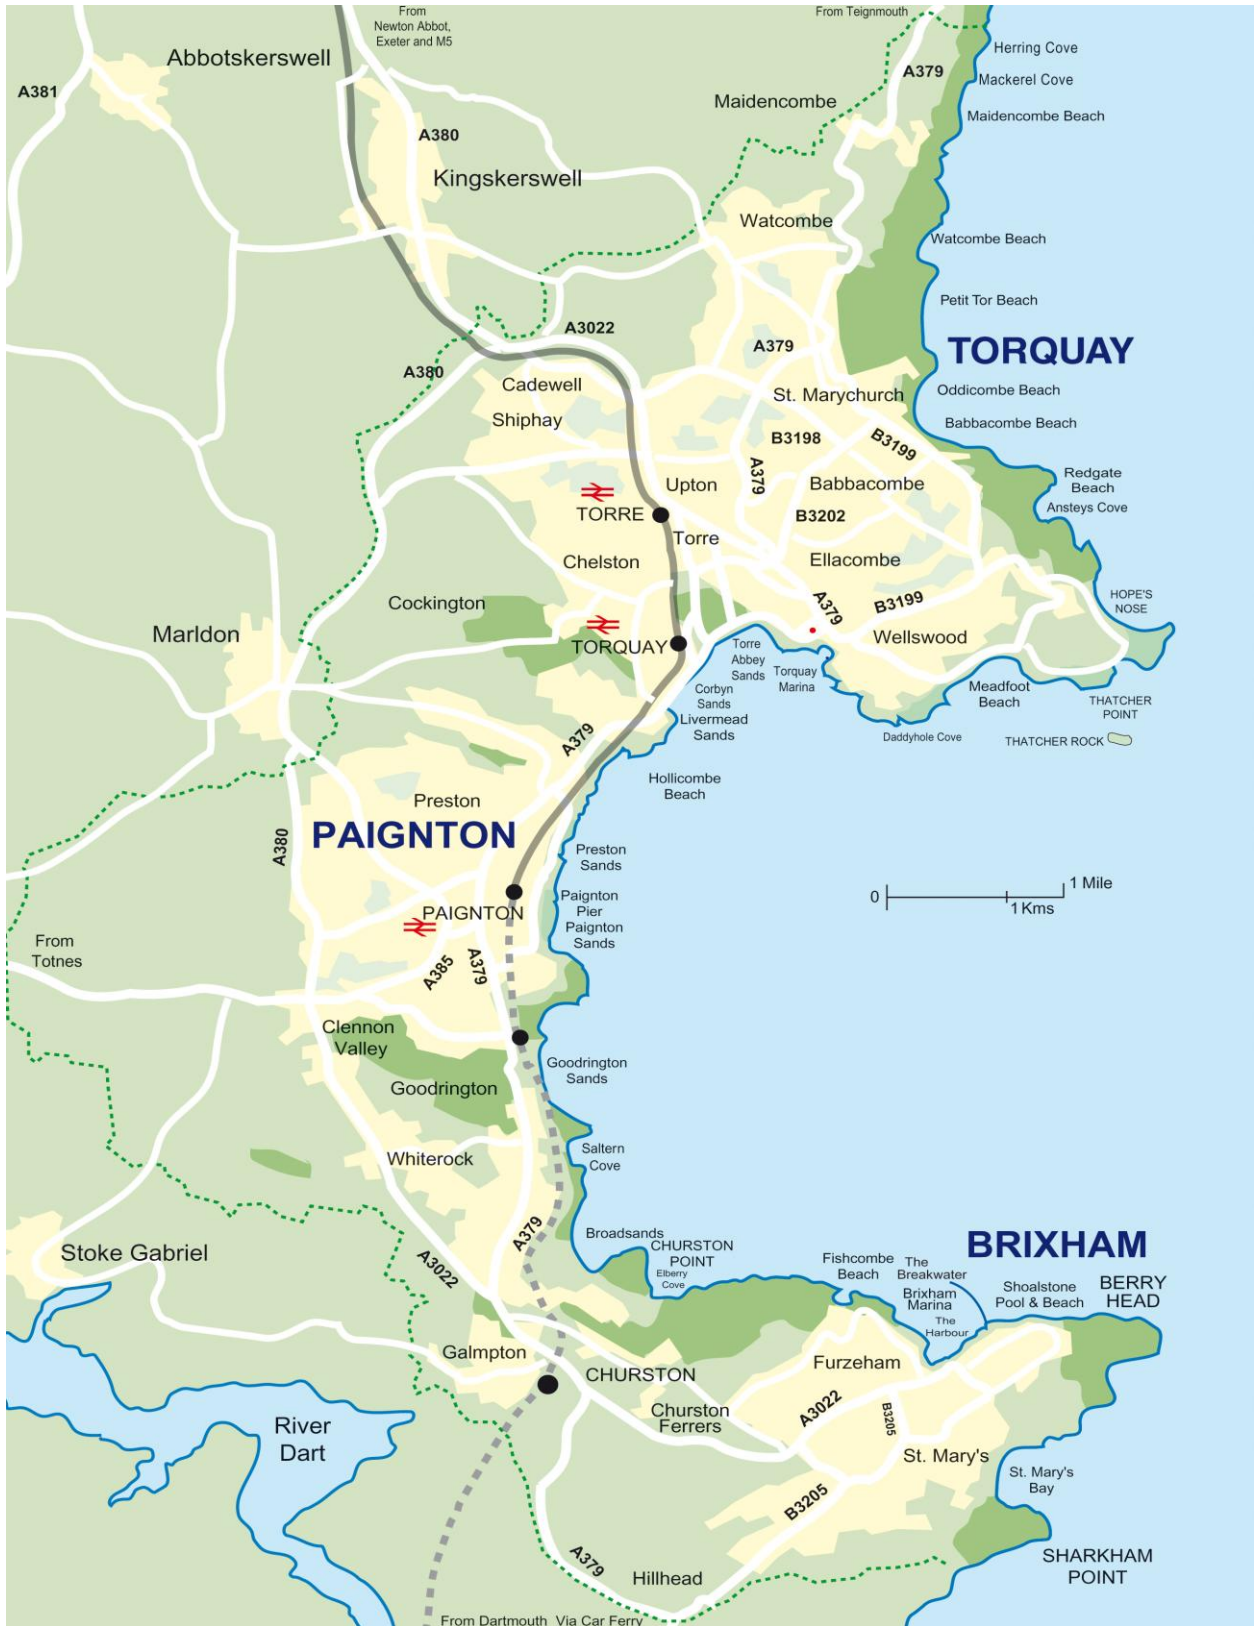 From
Newton Abbot,
Exeter and M5
From Teignmouth
Herring Cove
Abbotskerswell
A379
Mackerel Cove
A381
Maidencombe
Maidencombe Beach
A380
Kingskerswell
Watcombe
Watcombe Beach
Petit Tor Beach
A3022
A379
TORQUAY
A380
Cadewell
St. Marychurch
Oddicombe Beach
Shiphay
Babbacombe Beach
B3198
B3199
A379
Upton
Babbacombe
Redgate
Beach
Ansteys Cove
TORRE
B3202
Torre
Chelston
Ellacombe
Cockington
A379
B3199
HOPE'S
NOSE
Marldon
TORQUAY
Wellswood
Torre
Abbey
Sands
Torquay
Marina
Corbyn
Sands
Meadfoot
Beach
THATCHER
POINT
Livermead
Sands
A379
Daddyhole Cove
THATCHER ROCK
Hollicombe
Beach
Preston
PAIGNTON
A380
Preston
Sands
0
1 Mile
1 Kms
Paignton
Pier
Paignton
Sands
PAIGNTON
From
Totnes
A385
A379
Clennon
Valley
Goodrington
Sands
Goodrington
Saltern
Cove
Whiterock
A379
Broadsands
CHURSTON
POINT
Elberry
Cove
BRIXHAM
Stoke Gabriel
A3022
Fishcombe
Beach
The
Breakwater
Brixham
Marina
The
Harbour
Shoalstone
Pool & Beach
BERRY
HEAD
Galmpton
Furzeham
CHURSTON
Churston
Ferrers
A3022
B3205
River
Dart
St. Mary's
St. Mary's
Bay
B3205
A379
Hillhead
SHARKHAM
POINT
From Dartmouth Via Car Ferry